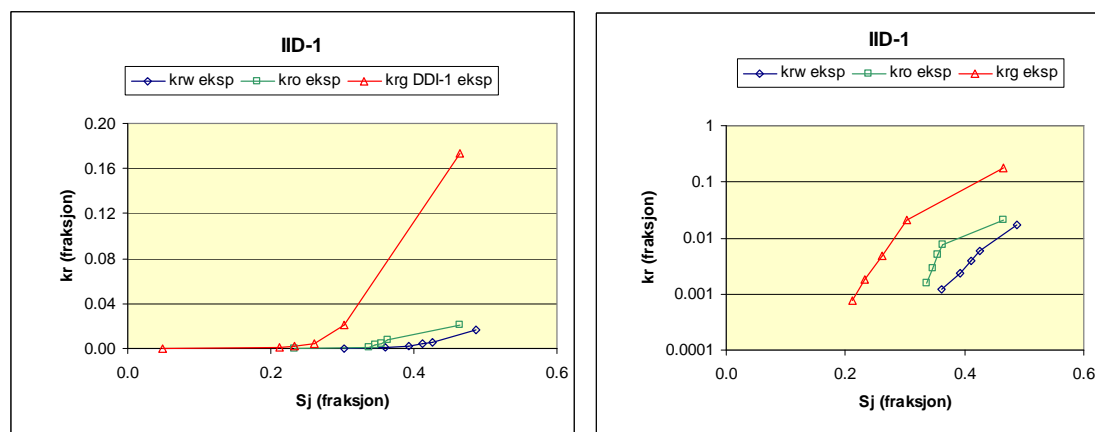 IID-1
krw eksp kro eksp krg DDI-1 eksp
0.20
0.16
0.12
0.08
0.04
0.00
0.0 0.2 0.4 0.6
kr (fraksjon)
Sj (fraksjon)
IID-1
krw eksp kro eksp krg eksp
1
0.1
0.01
0.001
0.0001
0.0 0.2 0.4 0.6
kr (fraksjon)
Sj (fraksjon)